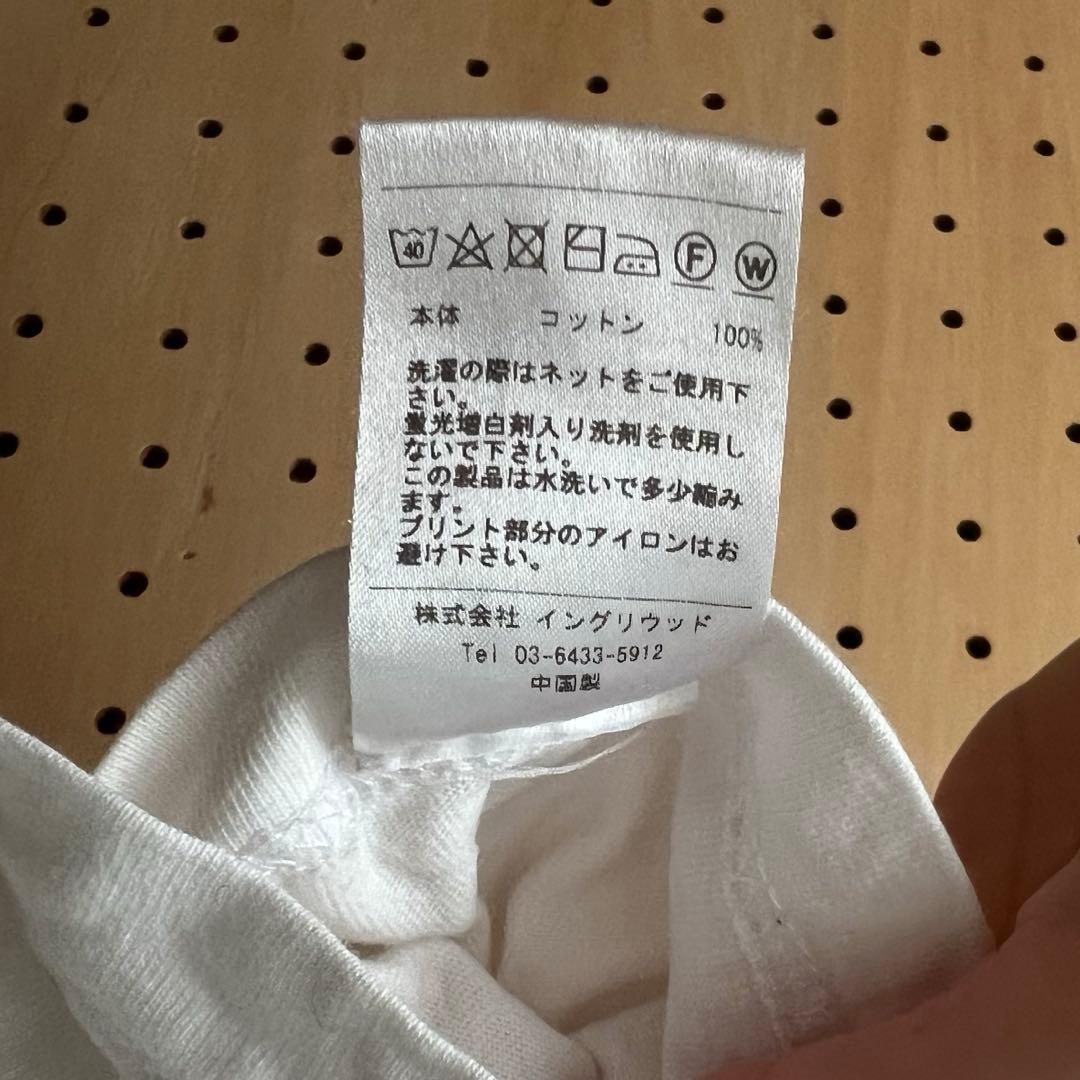 40
F W
本体 コットン 100%
洗濯の際はネットをご使用下
さい。
蛍光増白剤入り洗剤を使用し
ないで下さい。
この製品は水洗いで多少縮み
ます。
プリント部分のアイロンはお
避け下さい。
株式会社 イングリウッド
Tel 03-6433-5912
中国製